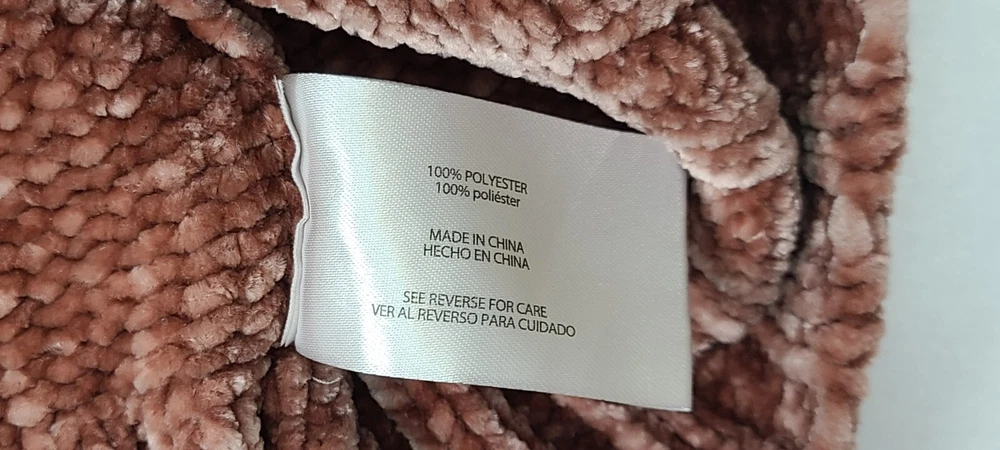 100% POLYESTER
100% poliéster
MADE IN CHINA
HECHO EN CHINA
SEE REVERSE FOR CARE
VER AL REVERSO PARA CUIDADO